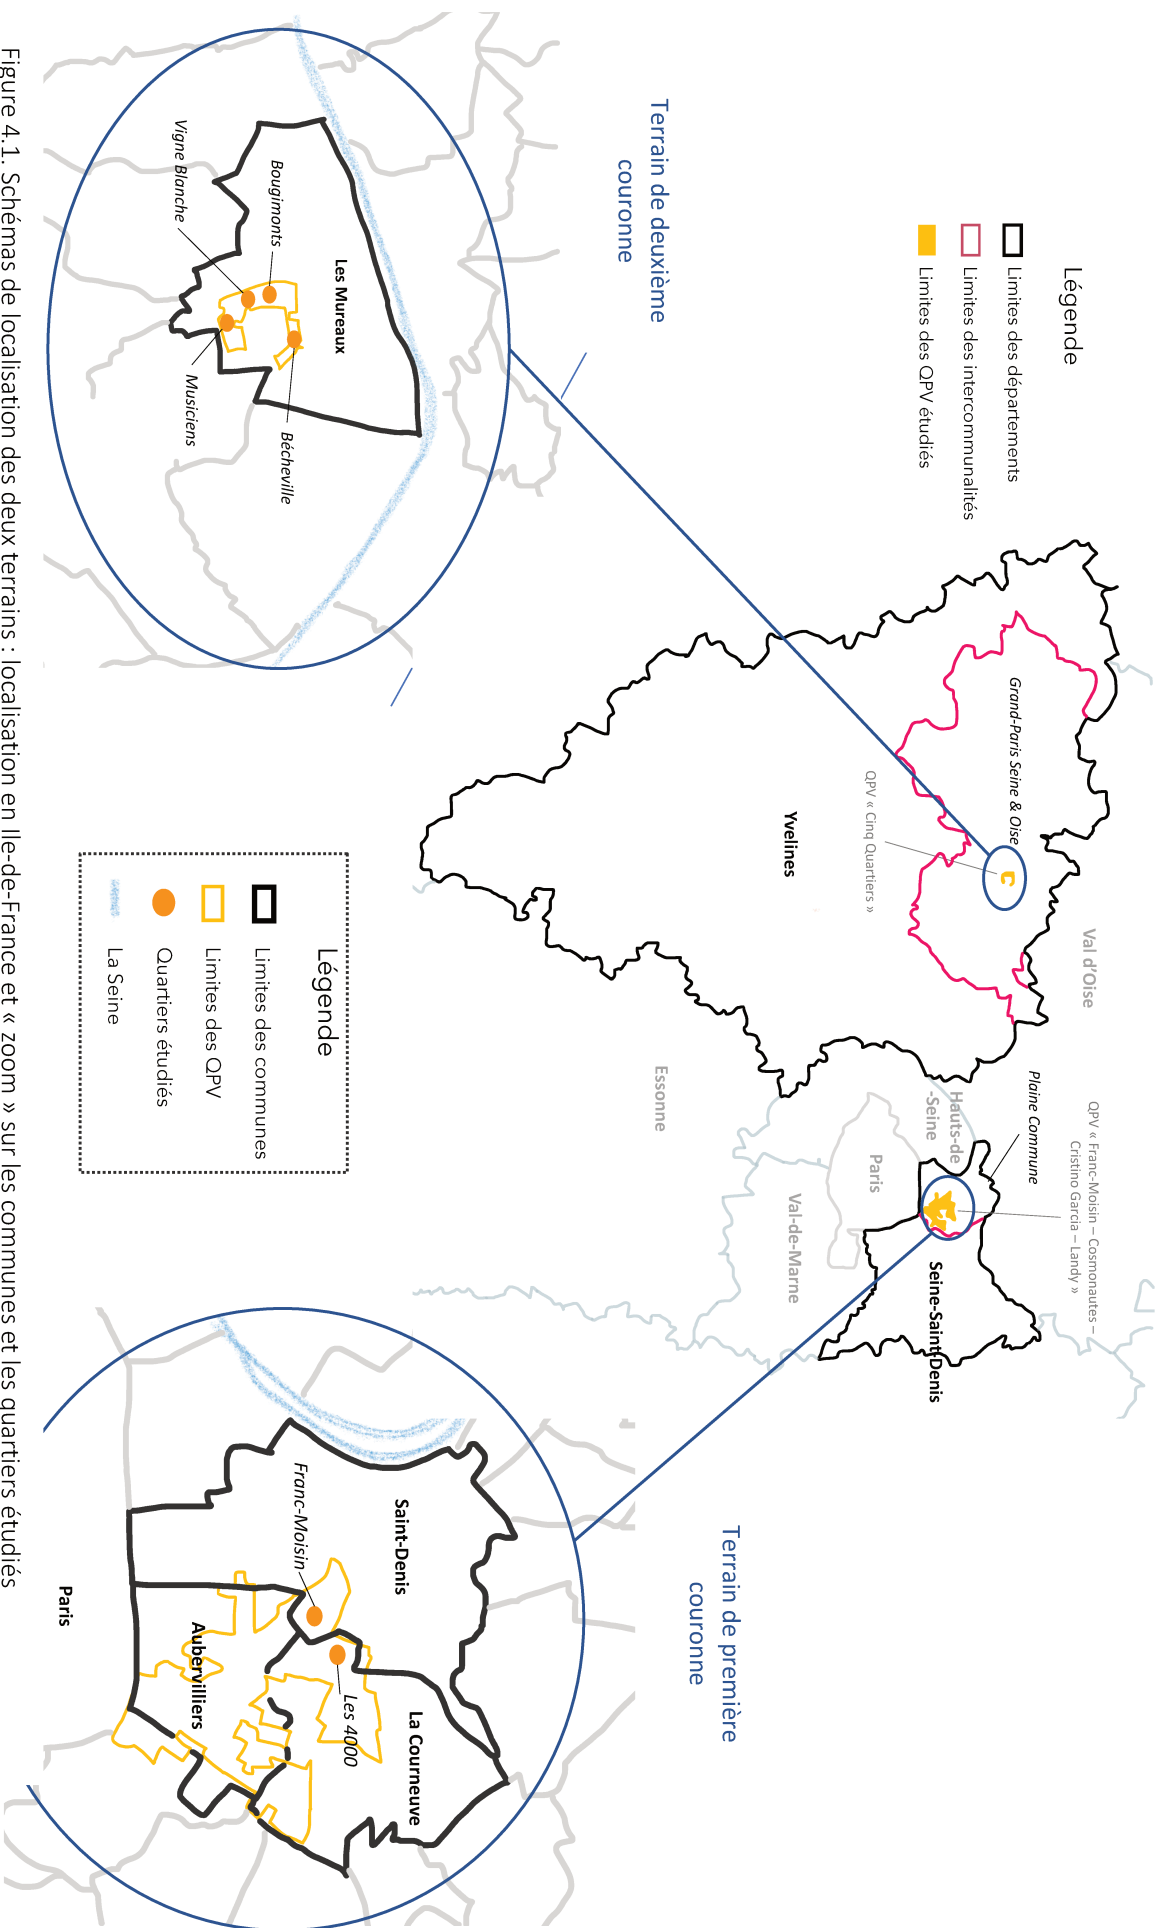 Légende
Limites des départements
Limites des intercommunalités
Limites des QPV étudiés
Val d'Oise
QPV « Franc-Moisin – Cosmonautes –
Cristino Garcia – Landy »
Plaine Commune
Grand-Paris Seine & Oise
Hauts-de
-Seine
Seine-Saint-Denis
QPV « Cinq Quartiers »
Paris
Yvelines
Val-de-Marne
Essonne
Terrain de deuxième
couronne
Terrain de première
couronne
Les Mureaux
Bougimonts
Vigne Blanche
Bécheville
Musiciens
Légende
Limites des communes
Limites des QPV
Quartiers étudiés
La Seine
Saint-Denis
La Courneuve
Franc-Moisin
Les 4000
Aubervilliers
Paris
Figure 4.1. Schémas de localisation des deux terrains : localisation en Ile-de-France et « zoom » sur les communes et les quartiers étudiés